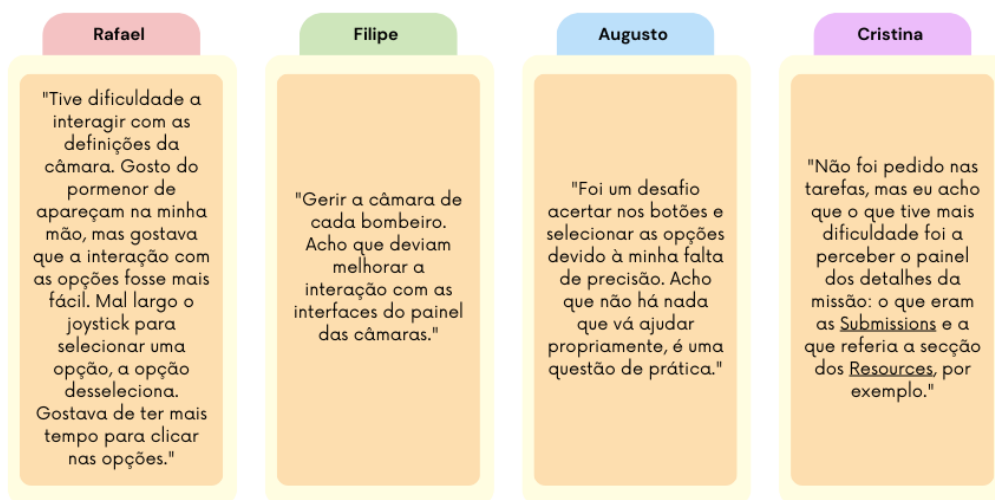 Rafael
"Tive dificuldade a
interagir com as
definições da
câmara. Gosto do
pormenor de
apareçam na minha
mão, mas gostava
que a interação com
as opções fosse mais
fácil. Mal largo o
joystick para
selecionar uma
opção, a opção
desseleciona.
Gostava de ter mais
tempo para clicar
nas opções."
Filipe
"Gerir a câmara de
cada bombeiro.
Acho que deviam
melhorar a
interação com as
interfaces do painel
das câmaras."
Augusto
"Foi um desafio
acertar nos botões e
selecionar as opções
devido à minha falta
de precisão. Acho
que não há nada
que vá ajudar
propriamente, é uma
questão de prática."
Cristina
"Não foi pedido nas
tarefas, mas eu acho
que o que tive mais
dificuldade foi a
perceber o painel
dos detalhes da
missão: o que eram
as Submissions e a
que referia a secção
dos Resources, por
exemplo."